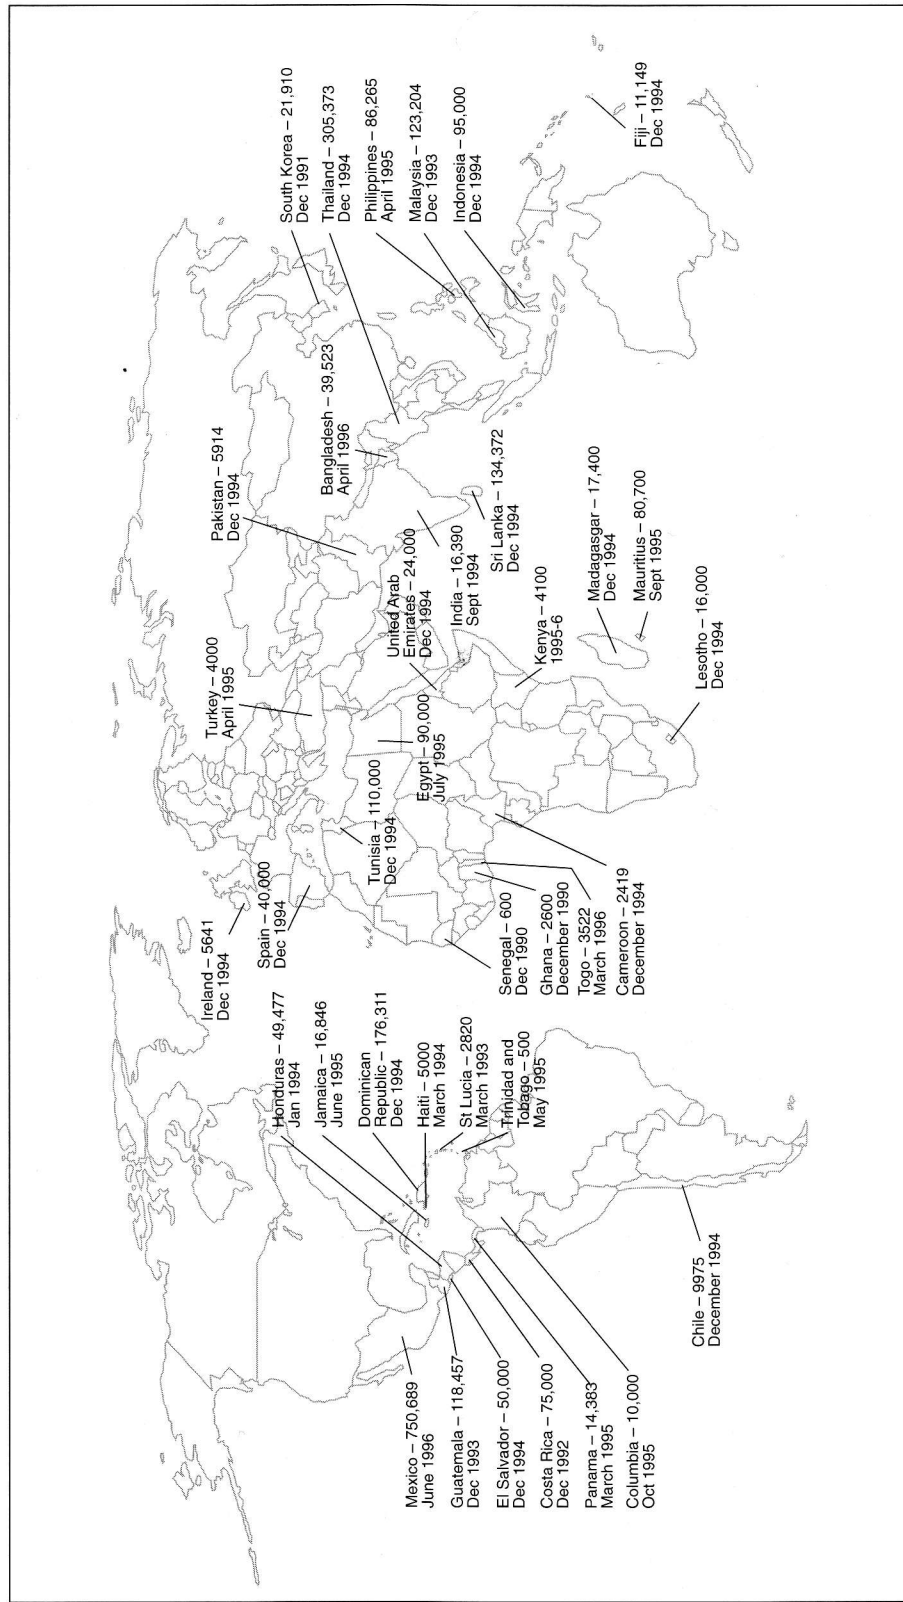 Mexico – 750,689
June 1996
Guatemala – 118,457
Dec 1993
El Salvador – 50,000
Dec 1994
Costa Rica – 75,000
Dec 1992
Panama – 14,383
March 1995
Columbia – 10,000
Oct 1995
Chile – 9975
December 1994
Honduras – 49,477
Jan 1994
Jamaica – 16,846
June 1995
Dominican
Republic – 176,311
Dec 1994
Haiti – 5000
March 1994
St Lucia – 2820
March 1993
Trinidad and
Tobago – 500
May 1995
Ireland – 5641
Dec 1994
Spain – 40,000
Dec 1994
Tunisia – 110,000
Dec 1994
Senegal – 600
Dec 1990
Ghana – 2600
December 1990
Togo – 3522
March 1996
Cameroon – 2419
December 1994
Turkey – 4000
April 1995
Egypt – 90,000
July 1995
United Arab
Emirates – 24,000
Dec 1994
India – 16,390
Sept 1994
Kenya – 4100
1995-6
Pakistan – 5914
Dec 1994
Bangladesh – 39,523
April 1996
Sri Lanka – 134,372
Dec 1994
Madagasgar – 17,400
Dec 1994
Mauritius – 80,700
Sept 1995
Lesotho – 16,000
Dec 1994
South Korea – 21,910
Dec 1991
Thailand – 305,373
Dec 1994
Philippines – 86,265
April 1995
Malaysia – 123,204
Dec 1993
Indonesia – 95,000
Dec 1994
Fiji – 11,149
Dec 1994